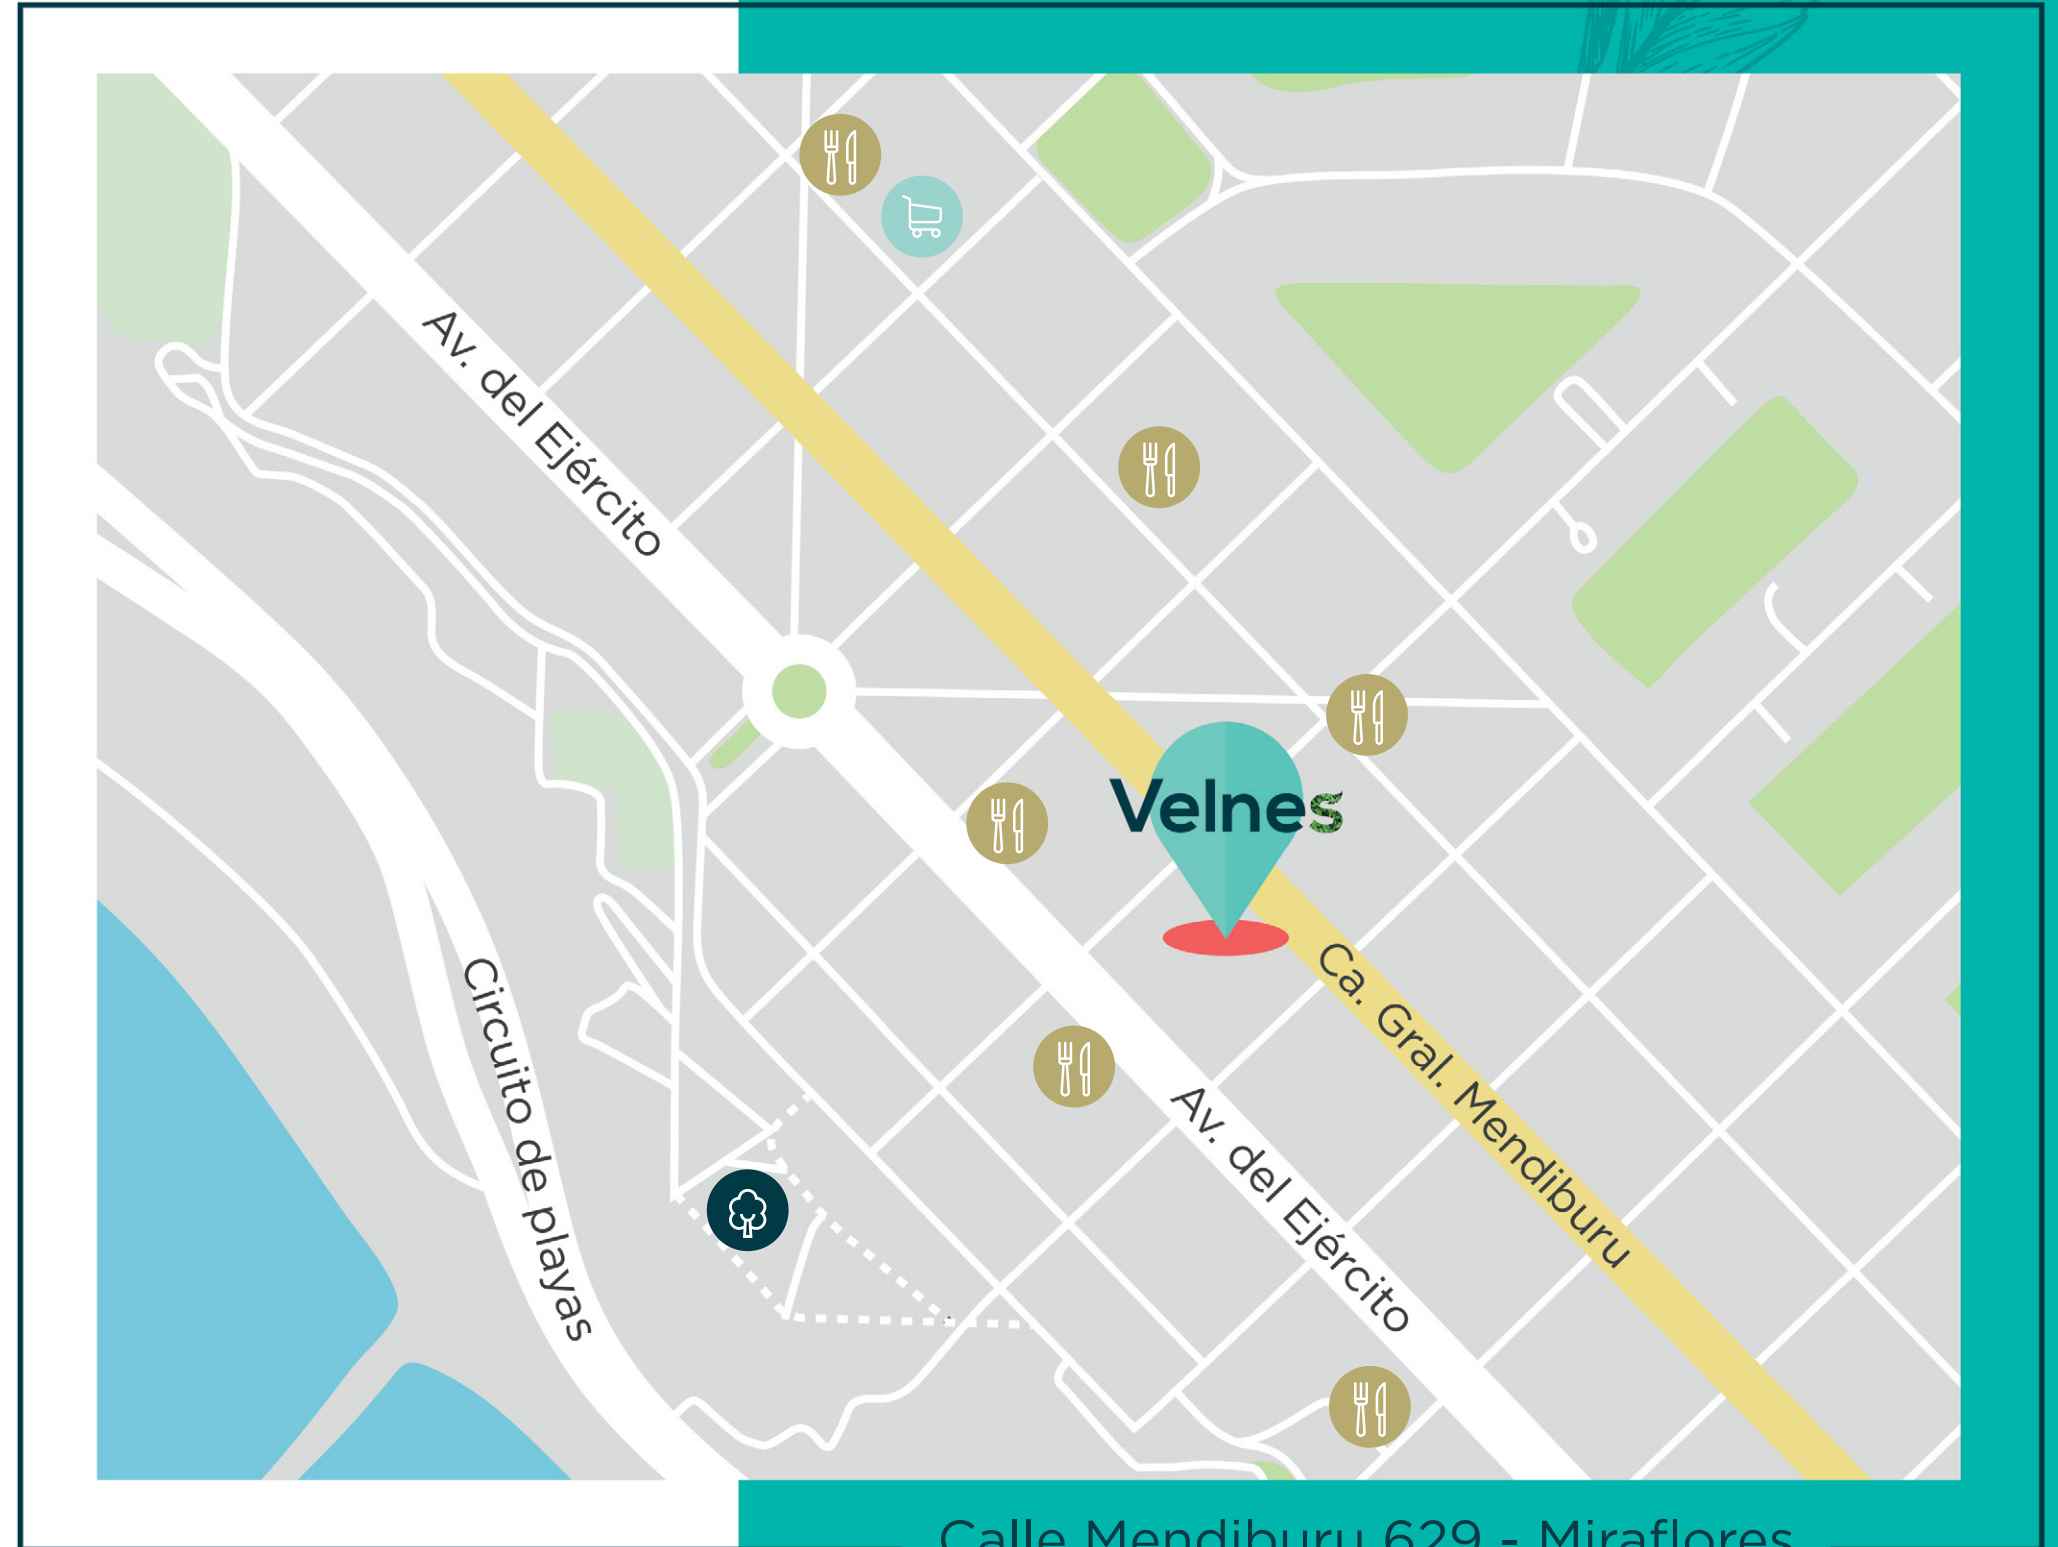 Av. del Ejército
Velnes
Ca. Gral. Mendiburu
Circuito de playas
Av. del Ejército
Calle Mendiburu 629 - Miraflores